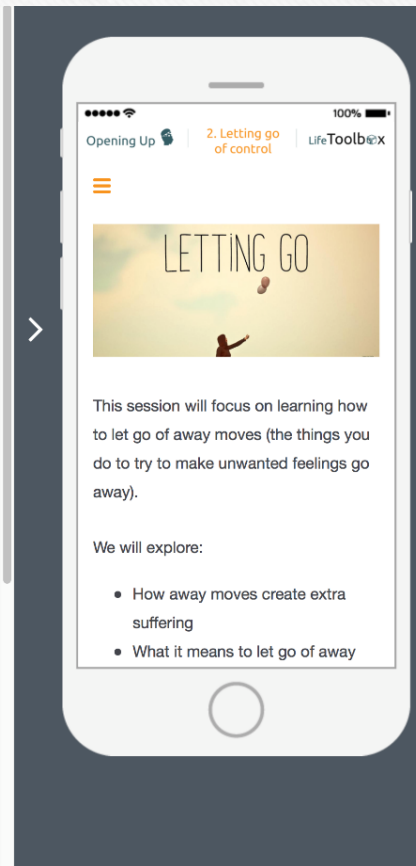 100%
Opening Up
2. Letting go
of control
LifeToolbox
LETTiNG GO
This session will focus on learning how
to let go of away moves (the things you
do to try to make unwanted feelings go
away).
We will explore:
• How away moves create extra
suffering
• What it means to let go of away